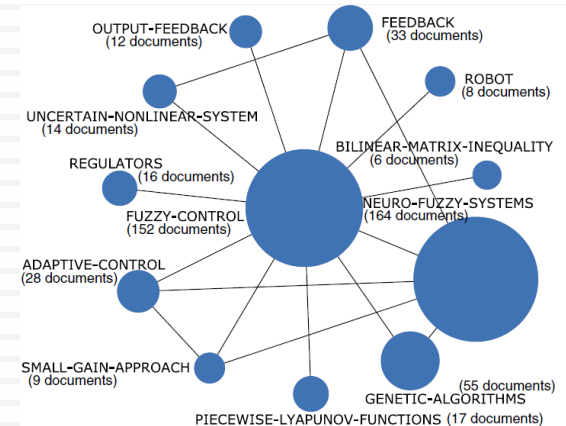 OUTPUT-FEEDBACK
(12 documents)
FEEDBACK
(33 documents)
ROBOT
(8 documents)
UNCERTAIN-NONLINEAR-SYSTEM
(14 documents)
BILINEAR-MATRIX-INEQUALITY
(6 documents)
REGULATORS
(16 documents)
NEURO-FUZZY-SYSTEMS
(164 documents)
FUZZY-CONTROL
(152 documents)
ADAPTIVE-CONTROL
(28 documents)
SMALL-GAIN-APPROACH
(9 documents)
(55 documents)
GENETIC-ALGORITHMS
PIECEWISE-LYAPUNOV-FUNCTIONS (17 documents)